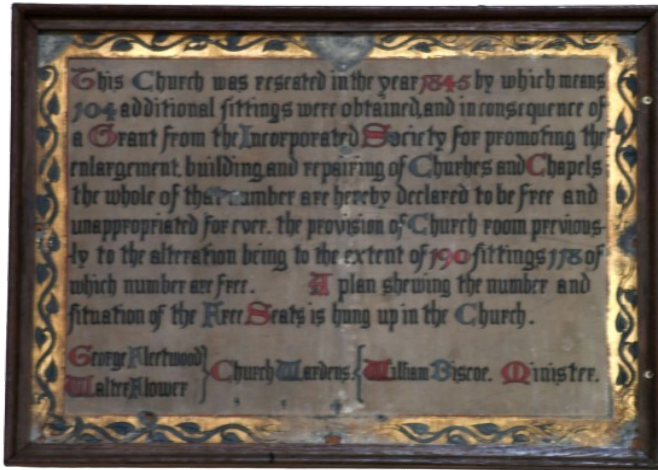 This Church was reseated in the year 1845 by which means
104 additional sittings were obtained, and in consequence of
a Grant from the Incorporated Society for promoting the
enlargement, building and repairing of Churhes and Chapels
the whole of that number are hereby declared to be free and
unappropriated for ever. the provision of Church room previous-
ly to the alteration being to the extent of 190 sittings 118 of
which number are free. A plan shewing the number and
situation of the Free Seats is hung up in the Church.
George Fleetwood } Church Wardens. { William Biscoe. Minister.
Walter Flower